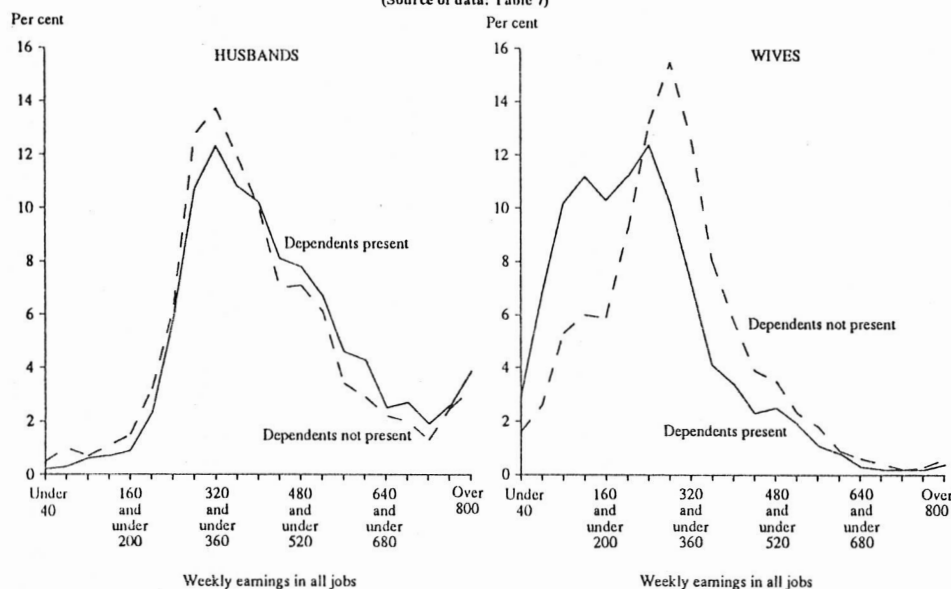 (Source of data: Table 7)
Per cent
HUSBANDS
16
14
12
10
8
6
4
2
0
Dependents present
Dependents not present
Under 40
160 and under 200
320 and under 360
480 and under 520
640 and under 680
Over 800
Weekly earnings in all jobs
Per cent
WIVES
16
14
12
10
8
6
4
2
0
Dependents not present
Dependents present
Under 40
160 and under 200
320 and under 360
480 and under 520
640 and under 680
Over 800
Weekly earnings in all jobs